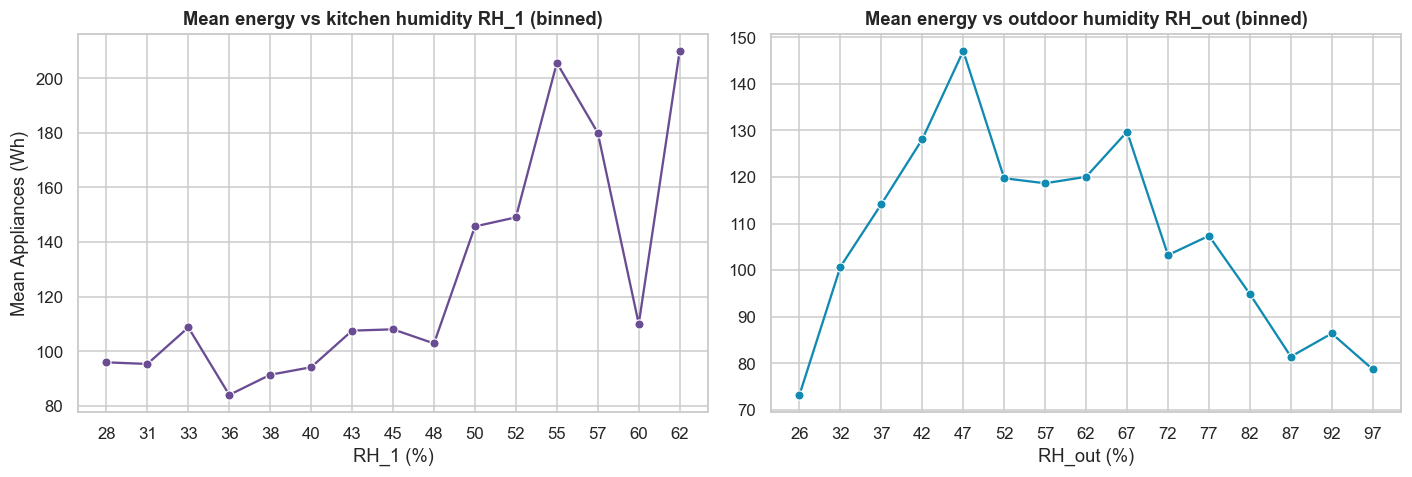 Mean energy vs kitchen humidity RH_1 (binned)
Mean Appliances (Wh)
200
180
160
140
120
100
80
28 31 33 36 38 40 43 45 48 50 52 55 57 60 62
RH_1 (%)
Mean energy vs outdoor humidity RH_out (binned)
150
140
130
120
110
100
90
80
70
26 32 37 42 47 52 57 62 67 72 77 82 87 92 97
RH_out (%)